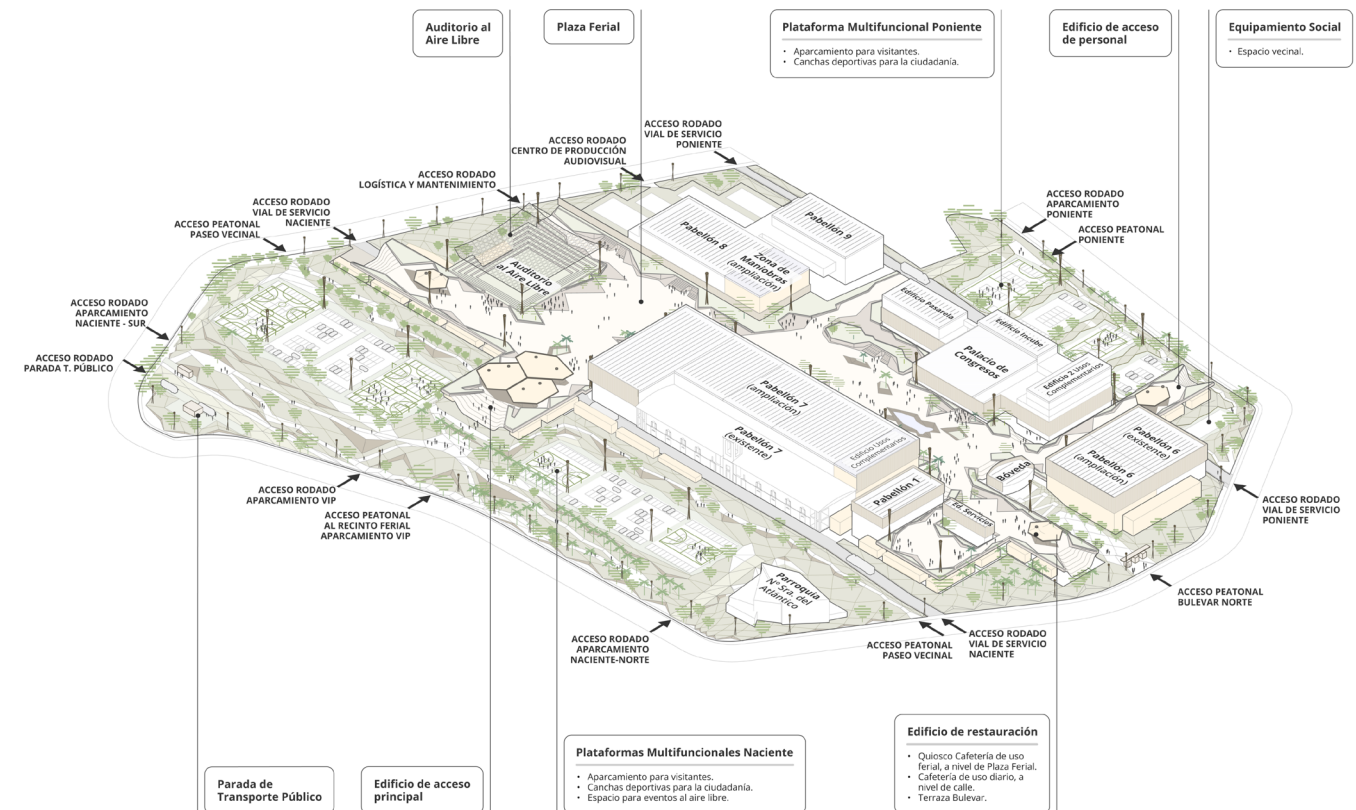 Auditorio al
Aire Libre
Plaza Ferial
Plataforma Multifuncional Poniente
• Aparcamiento para visitantes.
• Canchas deportivas para la ciudadanía.
Edificio de acceso
de personal
Equipamiento Social
• Espacio vecinal.
ACCESO RODADO
VIAL DE SERVICIO
PONIENTE
ACCESO RODADO
CENTRO DE PRODUCCIÓN
AUDIOVISUAL
ACCESO RODADO
LOGÍSTICA Y MANTENIMIENTO
ACCESO RODADO
VIAL DE SERVICIO
NACIENTE
ACCESO PEATONAL
PASEO VECINAL
ACCESO RODADO
APARCAMIENTO
NACIENTE - SUR
ACCESO RODADO
PARADA T. PÚBLICO
ACCESO RODADO
APARCAMIENTO
PONIENTE
ACCESO PEATONAL
PONIENTE
Auditorio
al Aire Libre
Pabellón 8
Zona de
Maniobras
(ampliación)
Pabellón 9
Edificio Pasarela
Edificio Incube
Palacio de
Congresos
Edificio 2 Usos
Complementarios
Pabellón 7
(ampliación)
Pabellón 7
(existente)
Edificio Usos
Complementarios
Pabellón 1
Ed. Servicios
Bóveda
Pabellón 6
(existente)
Pabellón 6
(ampliación)
Parroquia
Nª Sra. del
Atlántico
ACCESO RODADO
APARCAMIENTO VIP
ACCESO PEATONAL
AL RECINTO FERIAL
APARCAMIENTO VIP
ACCESO RODADO
APARCAMIENTO
NACIENTE-NORTE
ACCESO PEATONAL
PASEO VECINAL
ACCESO RODADO
VIAL DE SERVICIO
NACIENTE
ACCESO PEATONAL
BULEVAR NORTE
ACCESO RODADO
VIAL DE SERVICIO
PONIENTE
Parada de
Transporte Público
Edificio de acceso
principal
Plataformas Multifuncionales Naciente
• Aparcamiento para visitantes.
• Canchas deportivas para la ciudadanía.
• Espacio para eventos al aire libre.
Edificio de restauración
• Quiosco Cafetería de uso
ferial, a nivel de Plaza Ferial.
• Cafetería de uso diario, a
nivel de calle.
• Terraza Bulevar.